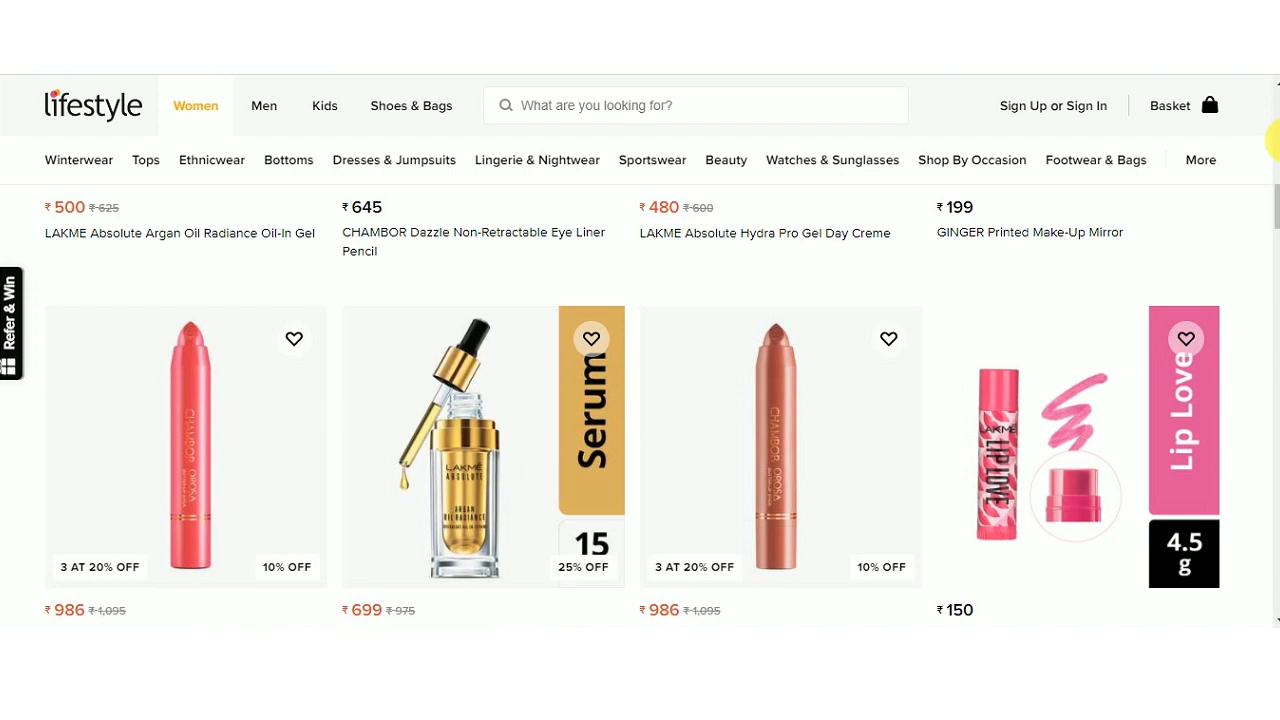 lifestyle
Women
Men
Kids
Shoes & Bags
What are you looking for?
Sign Up or Sign In
Basket
Winterwear
Tops
Ethnicwear
Bottoms
Dresses & Jumpsuits
Lingerie & Nightwear
Sportswear
Beauty
Watches & Sunglasses
Shop By Occasion
Footwear & Bags
More
₹ 500 ₹ 625
LAKME Absolute Argan Oil Radiance Oil-In Gel
₹ 645
CHAMBOR Dazzle Non-Retractable Eye Liner
Pencil
₹ 480 ₹ 600
LAKME Absolute Hydra Pro Gel Day Creme
₹ 199
GINGER Printed Make-Up Mirror
Refer & Win
CHAMBOR OROSA
3 AT 20% OFF
10% OFF
₹ 986 ₹ 1,095
LAKMÉ
ABSOLUTE
ARGAN
OIL RADIANCE
Serum
15
25% OFF
₹ 699 ₹ 975
CHAMBOR OROSA
3 AT 20% OFF
10% OFF
₹ 986 ₹ 1,095
LAKMÉ
LIP LOVE
Lip Love
4.5
g
₹ 150